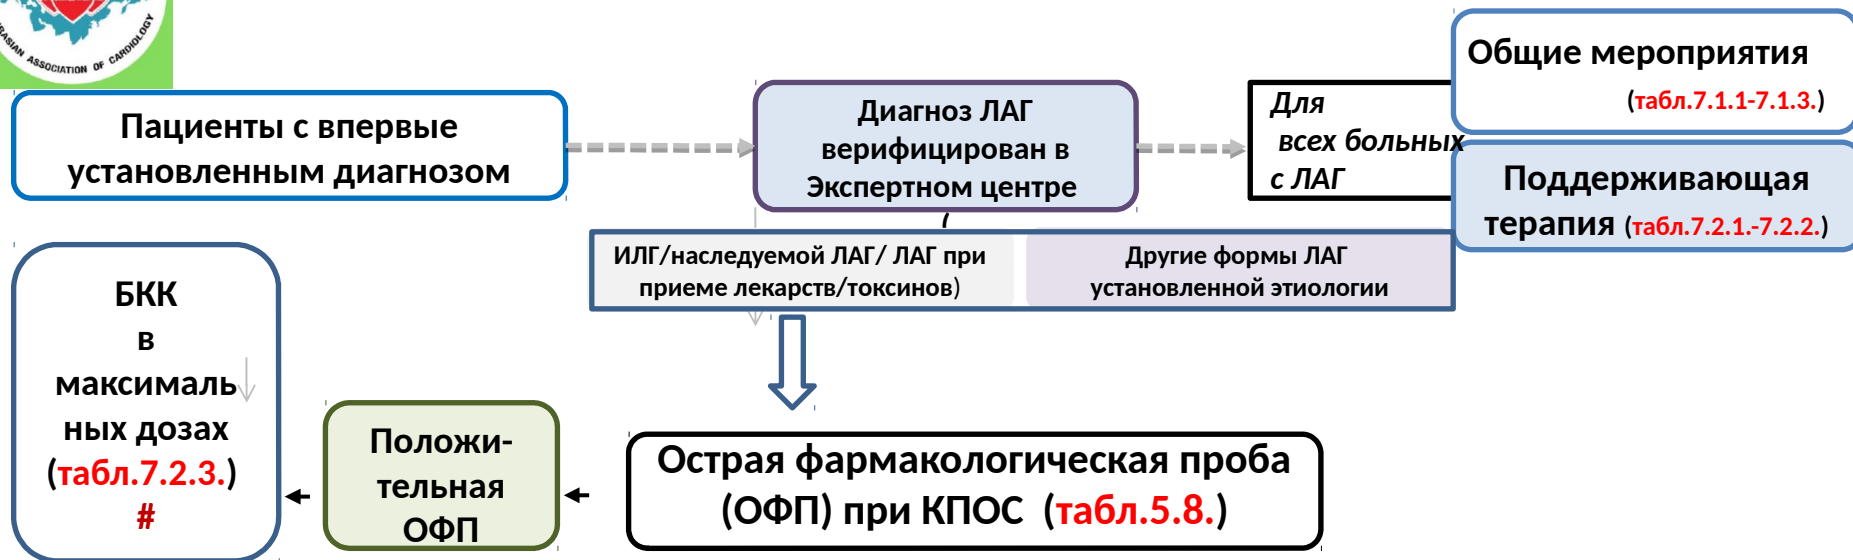 ASIAN ASSOCIATION OF CARDIOLOGY
Пациенты с впервые
установленным диагнозом
Диагноз ЛАГ
верифицирован в
Экспертном центре
(
Для
всех больных
с ЛАГ
Общие мероприятия
(табл.7.1.1-7.1.3.)
Поддерживающая
терапия (табл.7.2.1.-7.2.2.)
ИЛГ/наследуемой ЛАГ/ ЛАГ при
приеме лекарств/токсинов)
Другие формы ЛАГ
установленной этиологии
БКК
в
максималь
ных дозах
(табл.7.2.3.)
#
Положи-
тельная
ОФП
Острая фармакологическая проба
(ОФП) при КПОС (табл.5.8.)